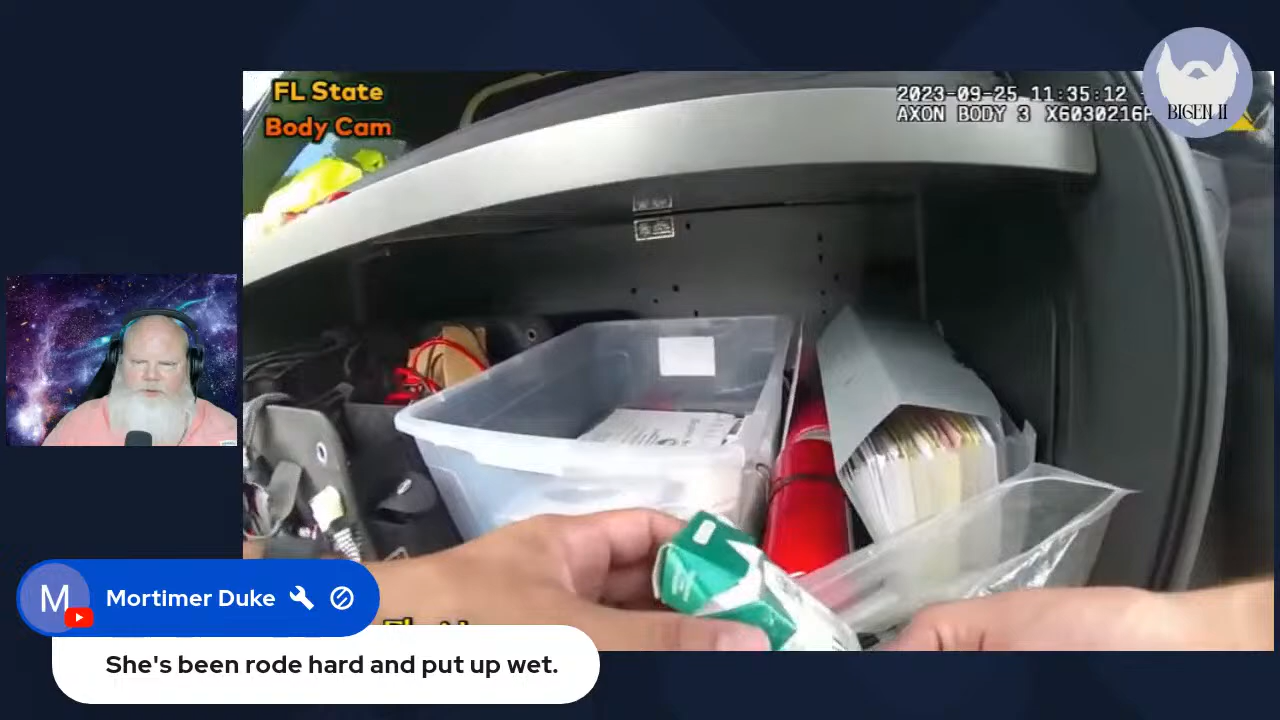 FL State
Body Cam
2023-09-25 11:35:12
AXON BODY 3 X6030216
BIGEN II
M
Mortimer Duke
She's been rode hard and put up wet.